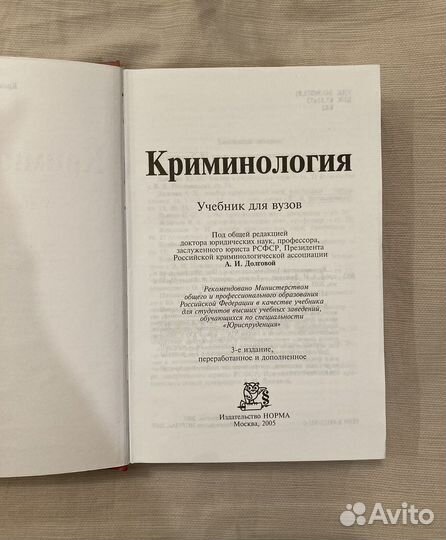 Криминология
Учебник для вузов
Под общей редакцией
доктора юридических наук, профессора,
заслуженного юриста РСФСР, Президента
Российской криминологической ассоциации
А. И. Долговой
Рекомендовано Министерством
общего и профессионального образования
Российской Федерации в качестве учебника
для студентов высших учебных заведений,
обучающихся по специальности
«Юриспруденция»
3-е издание,
переработанное и дополненное
Издательство НОРМА
Москва, 2005
Avito